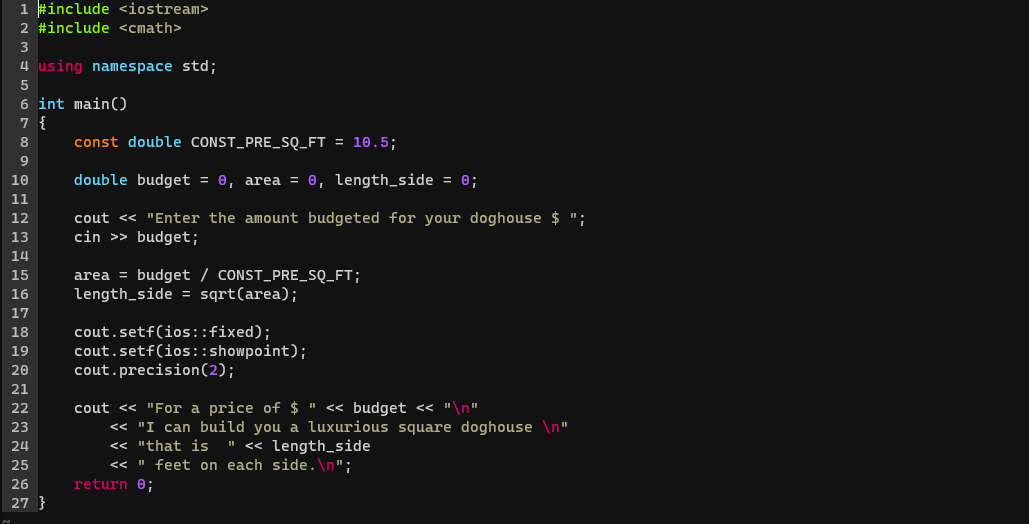 1 #include <iostream>
2 #include <cmath>
3
4 using namespace std;
5
6 int main()
7 {
8     const double CONST_PRE_SQ_FT = 10.5;
9
10     double budget = 0, area = 0, length_side = 0;
11
12     cout << "Enter the amount budgeted for your doghouse $ ";
13     cin >> budget;
14
15     area = budget / CONST_PRE_SQ_FT;
16     length_side = sqrt(area);
17
18     cout.setf(ios::fixed);
19     cout.setf(ios::showpoint);
20     cout.precision(2);
21
22     cout << "For a price of $ " << budget << "\n"
23         << "I can build you a luxurious square doghouse \n"
24         << "that is  " << length_side
25         << " feet on each side.\n";
26     return 0;
27 }
~